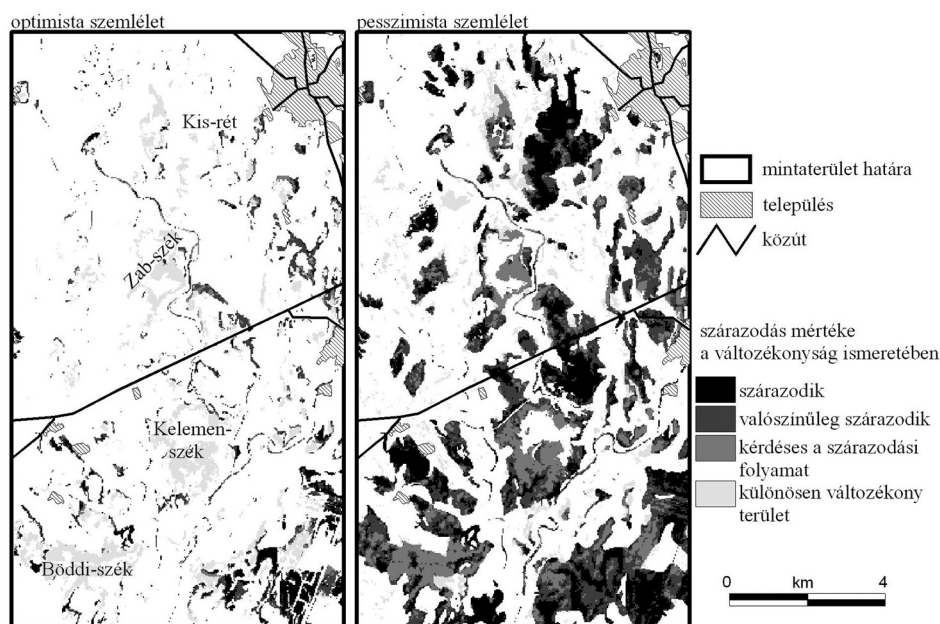 optimista szemlélet
pesszimista szemlélet
Kis-rét
Zab-szék
Kelemen-
szék
Böddi-szék
mintaterület határa
település
közút
szárazodás mértéke
a változékonyság ismeretében
szárazodik
valószínűleg szárazodik
kérdéses a szárazodási
folyamat
különösen változékony
terület
0 km 4